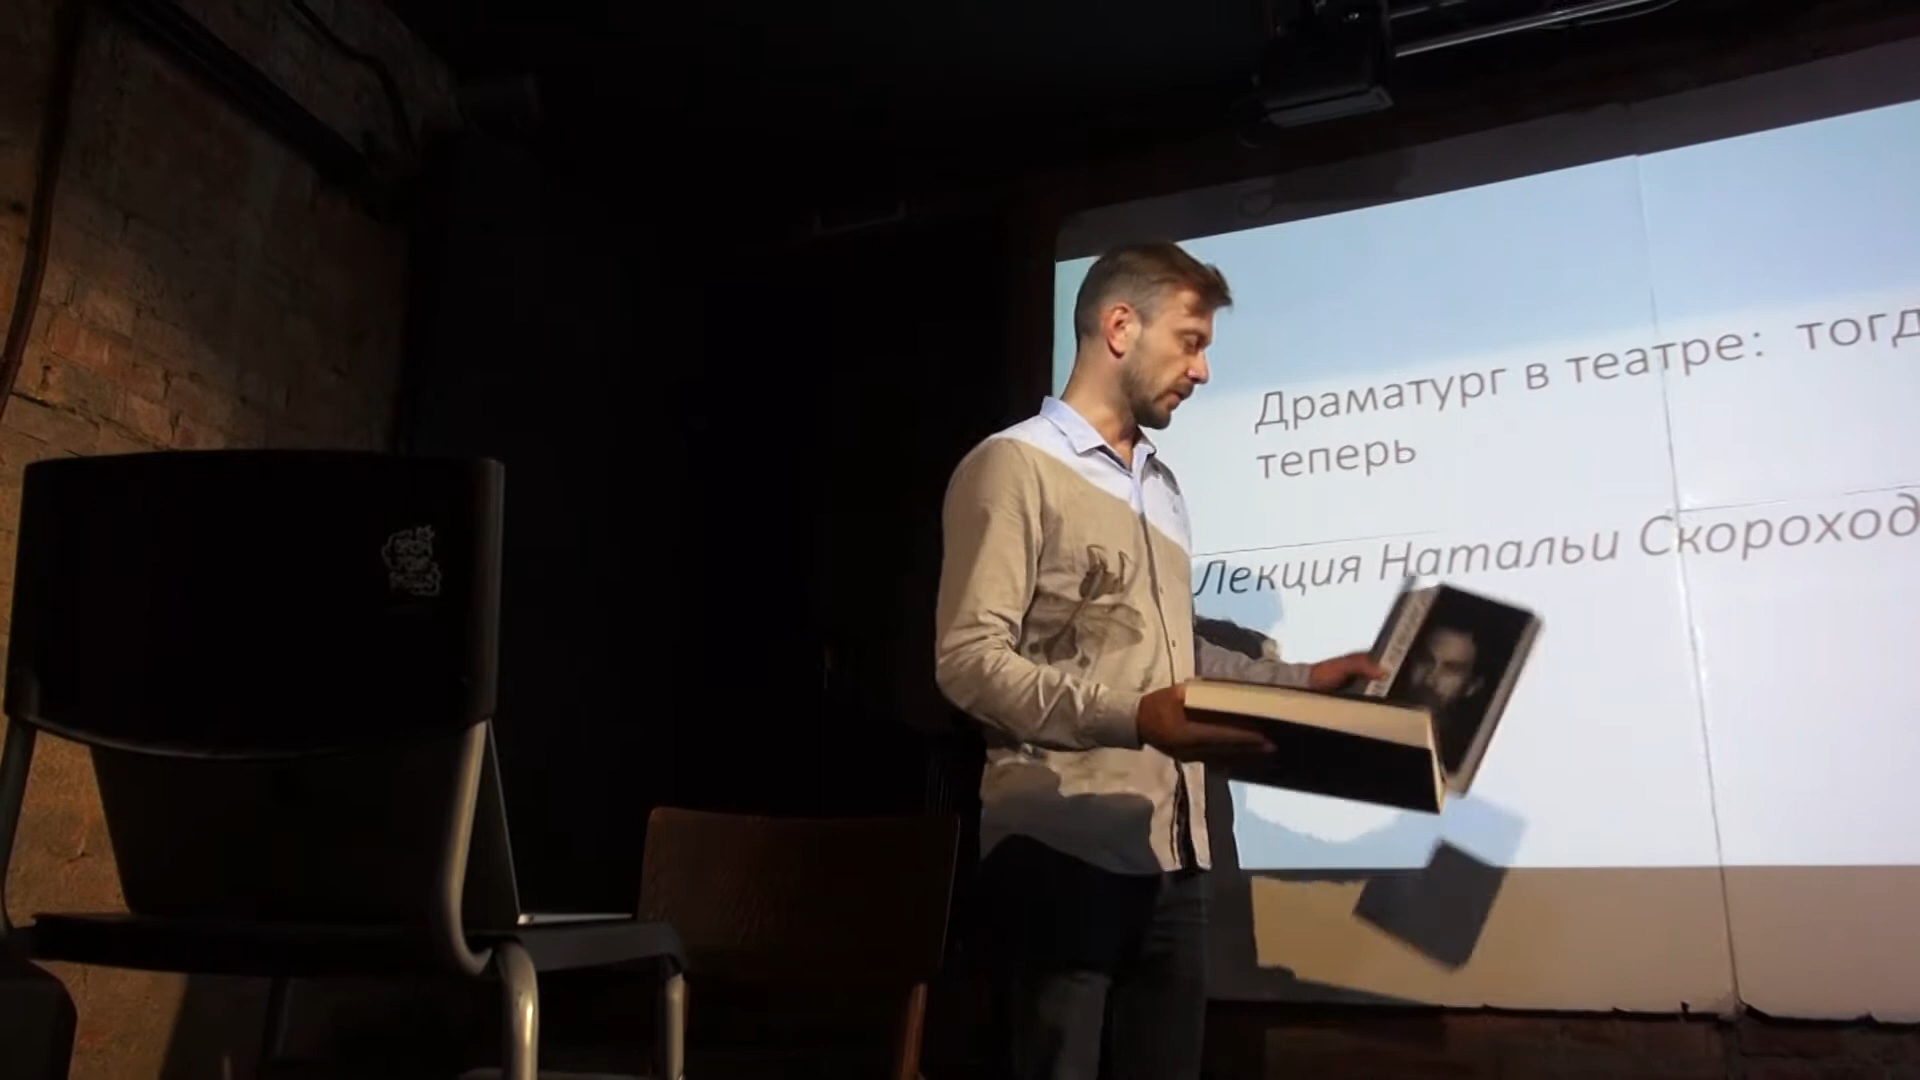 Драматург в театре: тогд
теперь
Лекция Натальи Скороход